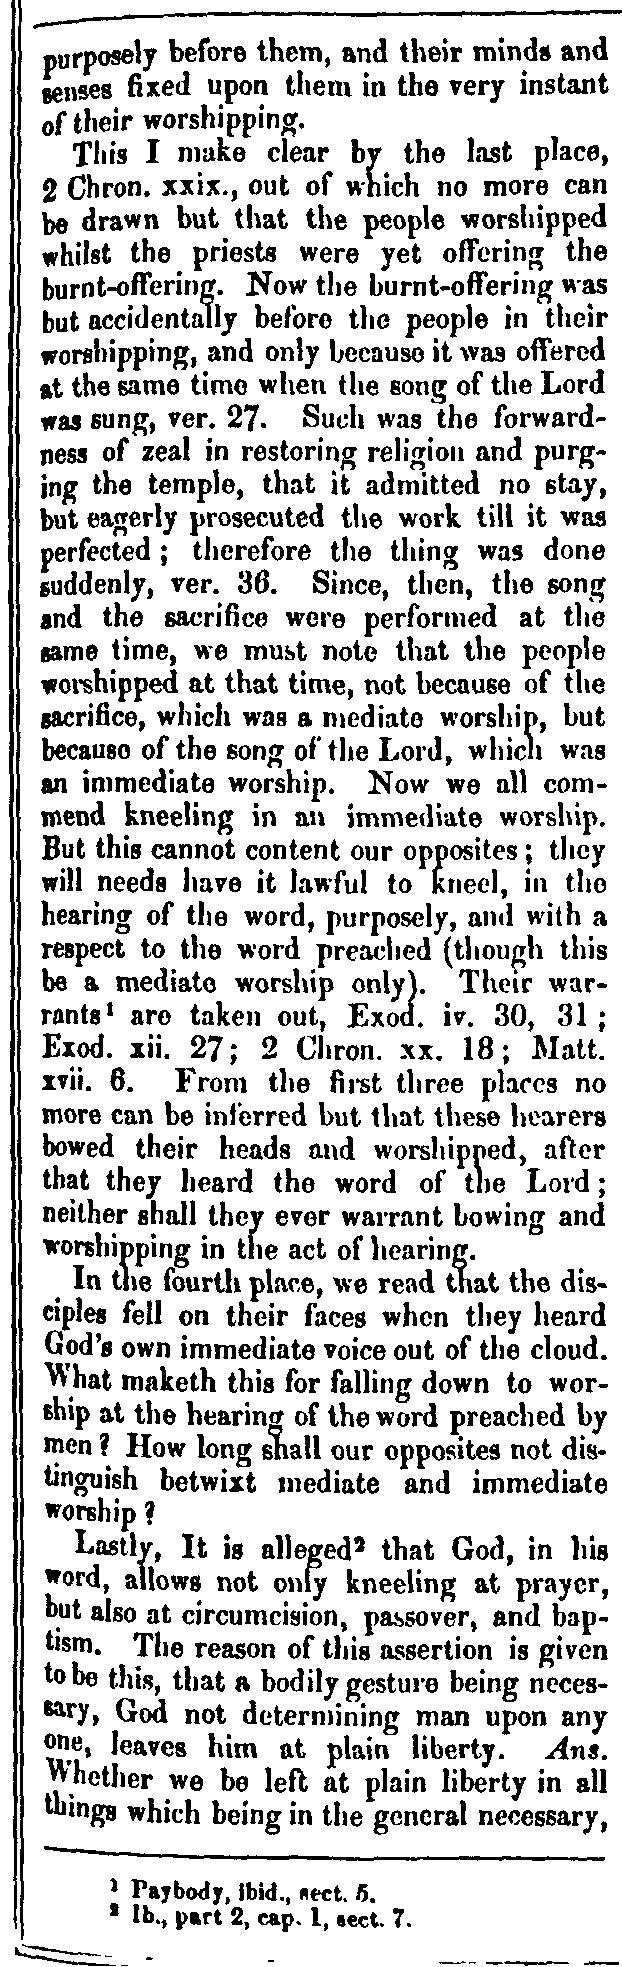 purposely before them, and their minds and
senses fixed upon them in the very instant
of their worshipping.
This I make clear by the last place,
2 Chron. xxix., out of which no more can
be drawn but that the people worshipped
whilst the priests were yet offering the
burnt-offering. Now the burnt-offering was
but accidentally before the people in their
worshipping, and only because it was offered
at the same time when the song of the Lord
was sung, ver. 27. Such was the forward-
ness of zeal in restoring religion and purg-
ing the temple, that it admitted no stay,
but eagerly prosecuted the work till it was
perfected; therefore the thing was done
suddenly, ver. 36. Since, then, the song
and the sacrifice were performed at the
same time, we must note that the people
worshipped at that time, not because of the
sacrifice, which was a mediate worship, but
because of the song of the Lord, which was
an immediate worship. Now we all com-
mend kneeling in an immediate worship.
But this cannot content our opposites; they
will needs have it lawful to kneel, in the
hearing of the word, purposely, and with a
respect to the word preached (though this
be a mediate worship only). Their war-
rants¹ are taken out, Exod. iv. 30, 31;
Exod. xii. 27; 2 Chron. xx. 18; Matt.
xvii. 6. From the first three places no
more can be inferred but that these hearers
bowed their heads and worshipped, after
that they heard the word of the Lord;
neither shall they ever warrant bowing and
worshipping in the act of hearing.
In the fourth place, we read that the dis-
ciples fell on their faces when they heard
God's own immediate voice out of the cloud.
What maketh this for falling down to wor-
ship at the hearing of the word preached by
men? How long shall our opposites not dis-
tinguish betwixt mediate and immediate
worship?
Lastly, It is alleged² that God, in his
word, allows not only kneeling at prayer,
but also at circumcision, passover, and bap-
tism. The reason of this assertion is given
to be this, that a bodily gesture being neces-
sary, God not determining man upon any
one, leaves him at plain liberty. Ans.
Whether we be left at plain liberty in all
things which being in the general necessary,
¹ Paybody, ibid., sect. 5.
² Ib., part 2, cap. 1, sect. 7.